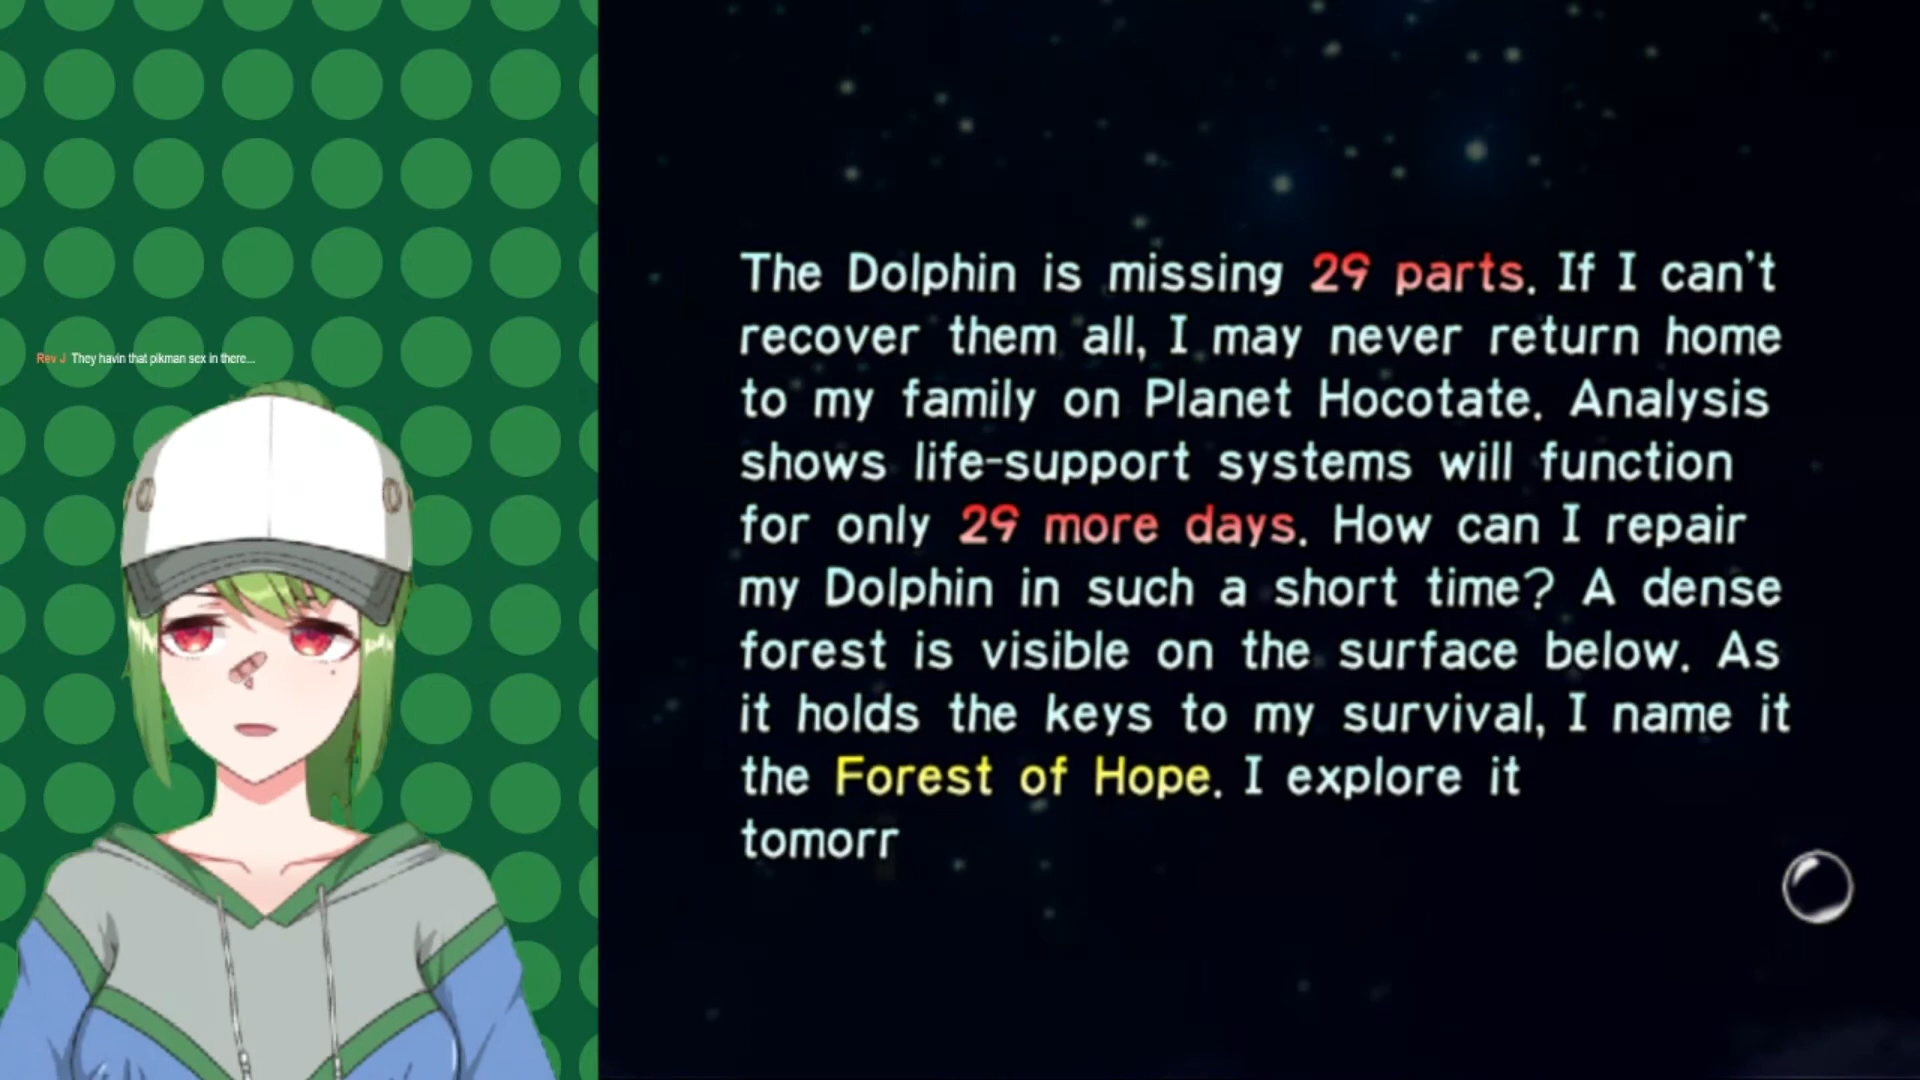 Rev J They havin that pikman sex in there...
The Dolphin is missing 29 parts. If I can't
recover them all, I may never return home
to my family on Planet Hocotate. Analysis
shows life-support systems will function
for only 29 more days. How can I repair
my Dolphin in such a short time? A dense
forest is visible on the surface below. As
it holds the keys to my survival, I name it
the Forest of Hope. I explore it
tomorr